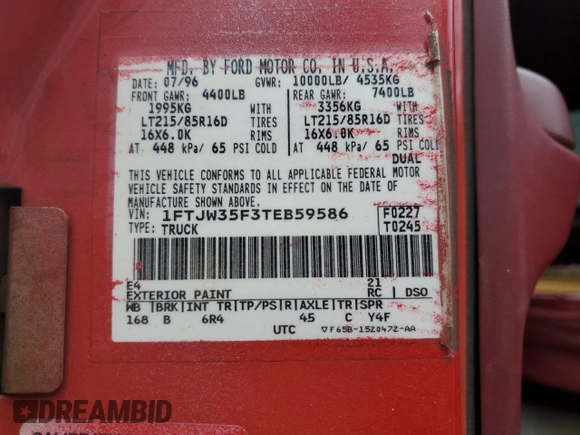 MFD. BY FORD MOTOR CO. IN U.S.A.
DATE: 07/96 GVWR: 10000LB/ 4535KG
FRONT GAWR: 4400LB REAR GAWR: 7400LB
1995KG WITH 3356KG WITH
LT215/85R16D TIRES LT215/85R16D TIRES
16X6.0K RIMS 16X6.0K RIMS
AT 448 kPa/ 65 PSI COLD AT 448 kPa/ 65 PSI COLD
DUAL
THIS VEHICLE CONFORMS TO ALL APPLICABLE FEDERAL MOTOR
VEHICLE SAFETY STANDARDS IN EFFECT ON THE DATE OF
MANUFACTURE SHOWN ABOVE.
VIN: 1FTJW35F3TEB59586 F0227
TYPE: TRUCK T0245
E4 21
EXTERIOR PAINT RC | DSO
WB |BRK|INT TR|TP/PS|R|AXLE|TR|SPR
168 B 6R4 45 C Y4F
UTC ▽F65B-1520472-AA
DREAMBID